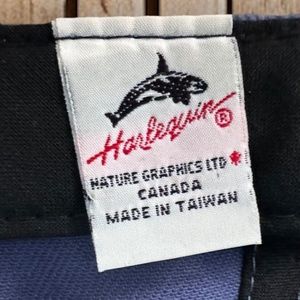 Harlequin ®
NATURE GRAPHICS LTD
CANADA
MADE IN TAIWAN